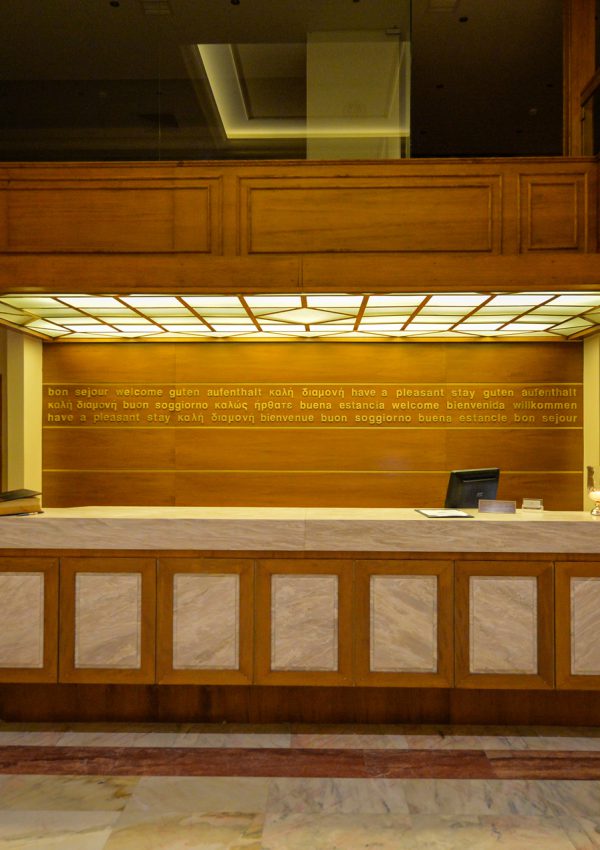 bon sejour welcome guten aufenthalt καλή διαμονή have a pleasant stay guten aufenthalt
καλή διαμονή buon soggiorno καλώς ήρθατε buena estancia welcome bienvenida willkommen
have a pleasant stay καλή διαμονή bienvenue buon soggiorno buena estancie bon sejour